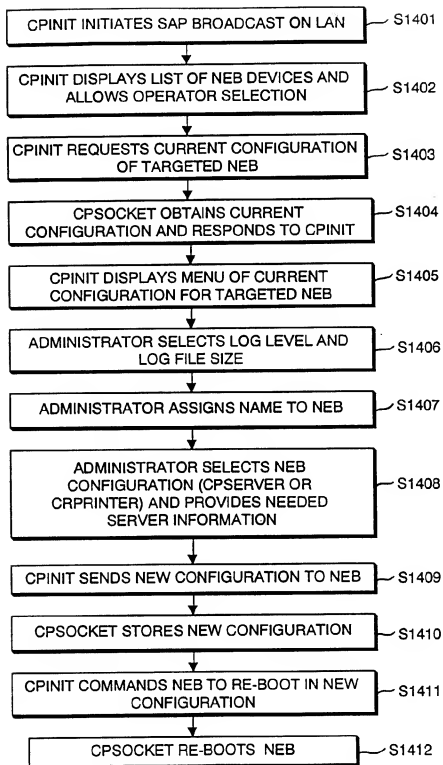 CPINIT INITIATES SAP BROADCAST ON LAN
S1401
CPINIT DISPLAYS LIST OF NEB DEVICES AND
ALLOWS OPERATOR SELECTION
S1402
CPINIT REQUESTS CURRENT CONFIGURATION
OF TARGETED NEB
S1403
CPSOCKET OBTAINS CURRENT
CONFIGURATION AND RESPONDS TO CPINIT
S1404
CPINIT DISPLAYS MENU OF CURRENT
CONFIGURATION FOR TARGETED NEB
S1405
ADMINISTRATOR SELECTS LOG LEVEL AND
LOG FILE SIZE
S1406
ADMINISTRATOR ASSIGNS NAME TO NEB
S1407
ADMINISTRATOR SELECTS NEB
CONFIGURATION (CPSERVER OR
CRPRINTER) AND PROVIDES NEEDED
SERVER INFORMATION
S1408
CPINIT SENDS NEW CONFIGURATION TO NEB
S1409
CPSOCKET STORES NEW CONFIGURATION
S1410
CPINIT COMMANDS NEB TO RE-BOOT IN NEW
CONFIGURATION
S1411
CPSOCKET RE-BOOTS NEB
S1412